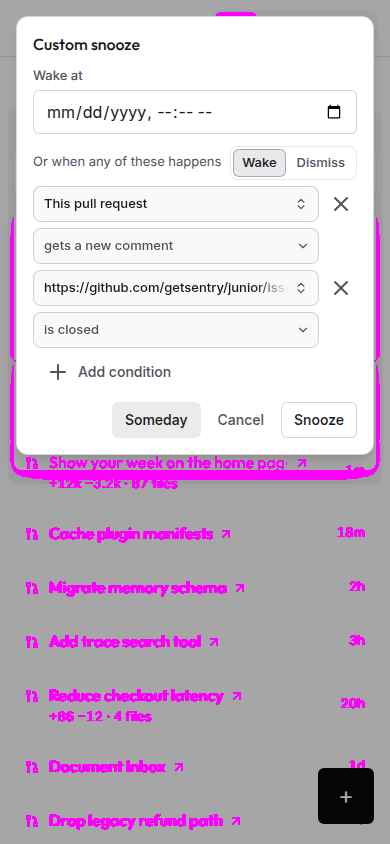 Custom snooze
Wake at
mm/dd/yyyy, --:-- --
Or when any of these happens Wake Dismiss
This pull request
gets a new comment
https://github.com/getsentry/junior/iss
is closed
Add condition
Someday Cancel Snooze
Show your week on the home pag 1m
+12k −3.2k · 87 files
Cache plugin manifests 18m
Migrate memory schema 2h
Add trace search tool 3h
Reduce checkout latency 20h
+86 −12 · 4 files
Document inbox 1d
Drop legacy refund path